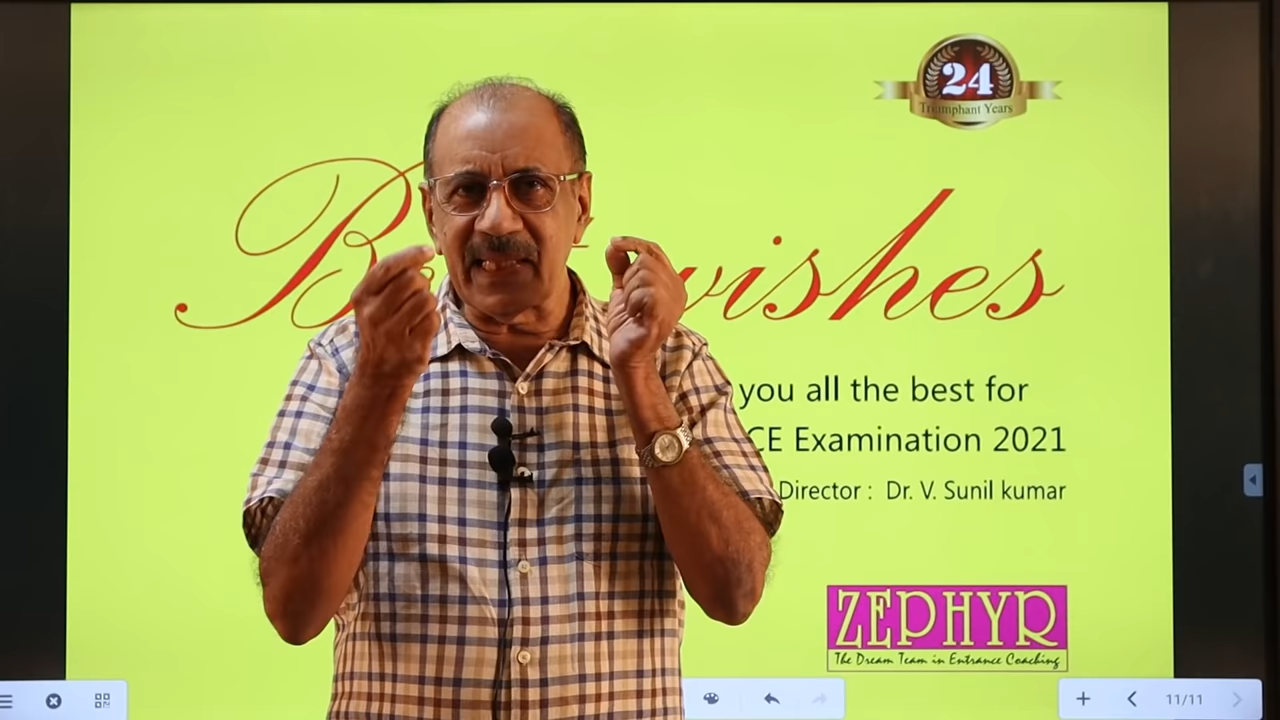 24
Triumphant Years
wishes
you all the best for
CE Examination 2021
Director : Dr. V. Sunil kumar
ZEPHYR
The Dream Team in Entrance Coaching
11/11